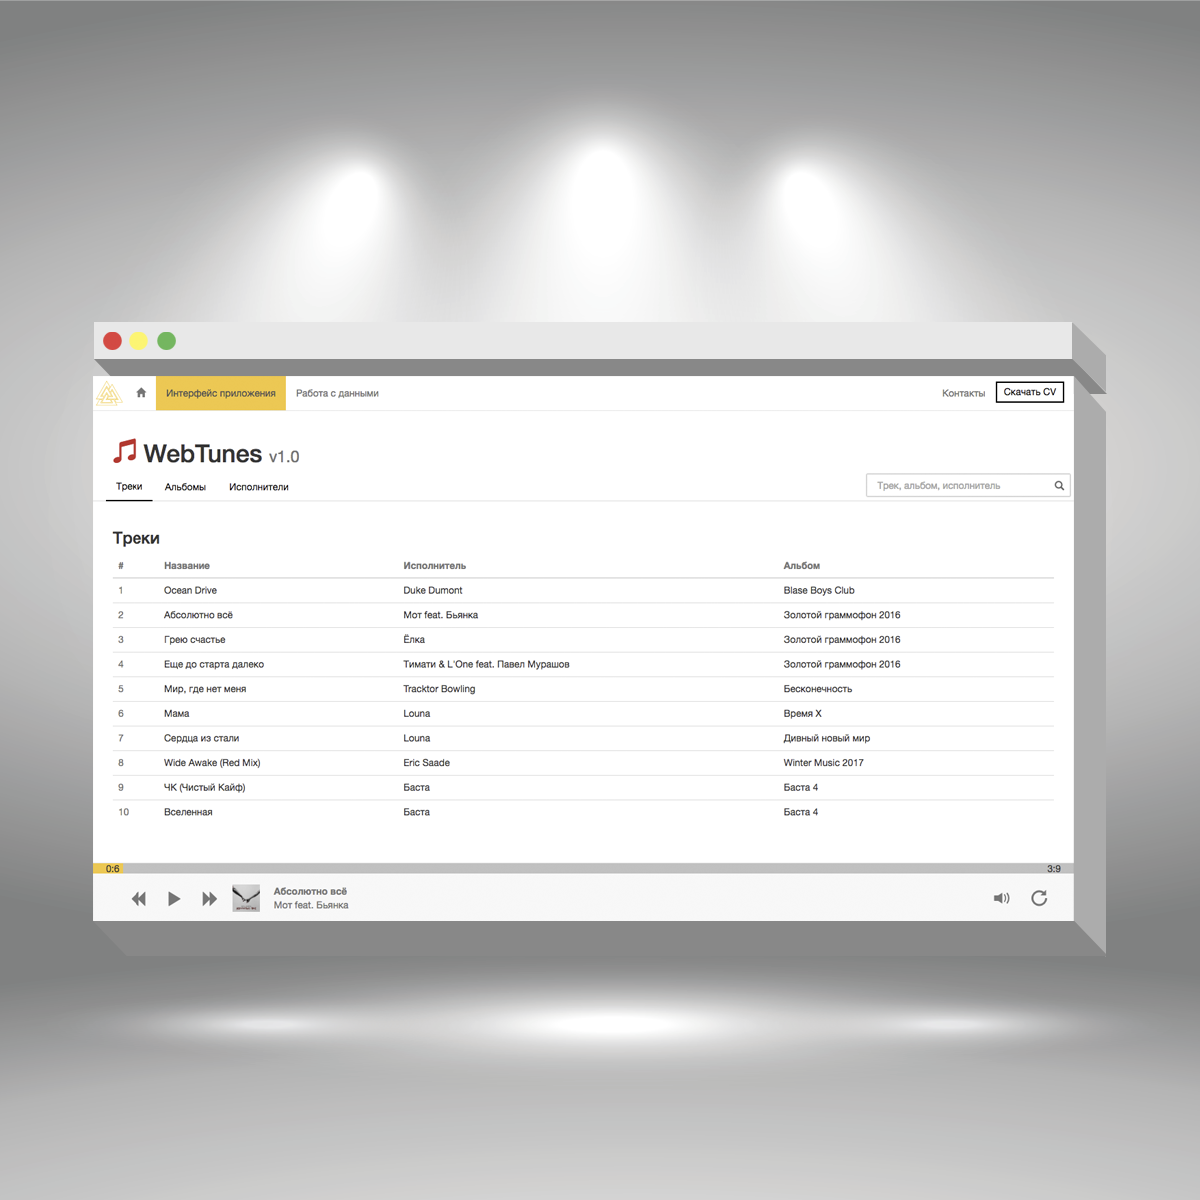 Интерфейс приложения Работа с данными Контакты Скачать CV
WebTunes v1.0
Треки Альбомы Исполнители Трек, альбом, исполнитель
Треки
# Название Исполнитель Альбом
1 Ocean Drive Duke Dumont Blase Boys Club
2 Абсолютно всё Мот feat. Бьянка Золотой граммофон 2016
3 Грею счастье Ёлка Золотой граммофон 2016
4 Еще до старта далеко Тимати & L'One feat. Павел Мурашов Золотой граммофон 2016
5 Мир, где нет меня Tracktor Bowling Бесконечность
6 Мама Louna Время X
7 Сердца из стали Louna Дивный новый мир
8 Wide Awake (Red Mix) Eric Saade Winter Music 2017
9 ЧК (Чистый Кайф) Баста Баста 4
10 Вселенная Баста Баста 4
0:6 3:9
Абсолютно всё
Мот feat. Бьянка